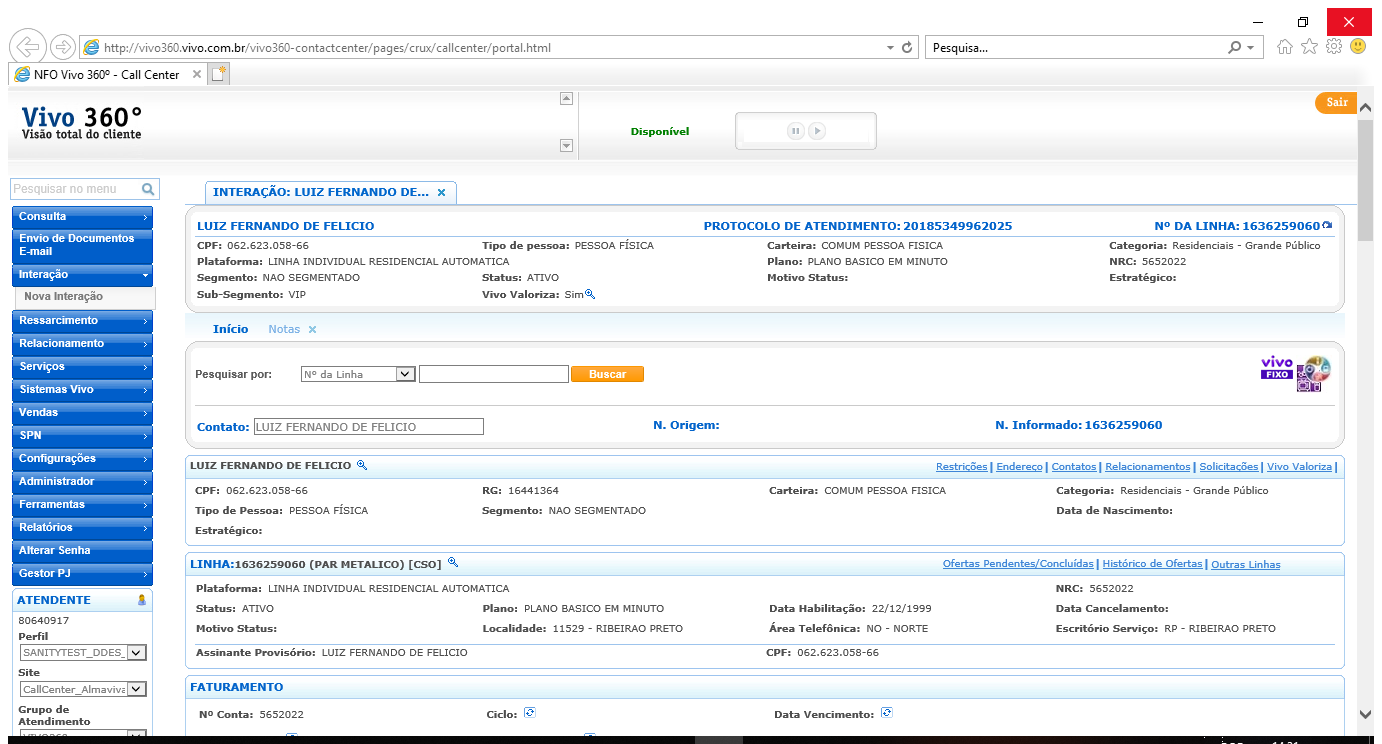 http://vivo360.vivo.com.br/vivo360-contactcenter/pages/crux/callcenter/portal.html Pesquisa...
NFO Vivo 360º - Call Center
Vivo 360°
Visão total do cliente
Disponível
Sair
Pesquisar no menu
Consulta
Envio de Documentos
E-mail
Interação
Nova Interação
Ressarcimento
Relacionamento
Serviços
Sistemas Vivo
Vendas
SPN
Configurações
Administrador
Ferramentas
Relatórios
Alterar Senha
Gestor PJ
ATENDENTE
80640917
Perfil
SANITYTEST_DDES_
Site
CallCenter_Almaviva
Grupo de
Atendimento
INTERAÇÃO: LUIZ FERNANDO DE...
LUIZ FERNANDO DE FELICIO PROTOCOLO DE ATENDIMENTO: 20185349962025 Nº DA LINHA: 1636259060
CPF: 062.623.058-66 Tipo de pessoa: PESSOA FÍSICA Carteira: COMUM PESSOA FISICA Categoria: Residenciais - Grande Público
Plataforma: LINHA INDIVIDUAL RESIDENCIAL AUTOMATICA Plano: PLANO BASICO EM MINUTO NRC: 5652022
Segmento: NAO SEGMENTADO Status: ATIVO Motivo Status: Estratégico:
Sub-Segmento: VIP Vivo Valoriza: Sim
Início Notas
Pesquisar por: Nº da Linha Buscar
vivo
FIXO
Contato: LUIZ FERNANDO DE FELICIO N. Origem: N. Informado: 1636259060
LUIZ FERNANDO DE FELICIO Restrições | Endereço | Contatos | Relacionamentos | Solicitações | Vivo Valoriza |
CPF: 062.623.058-66 RG: 16441364 Carteira: COMUM PESSOA FISICA Categoria: Residenciais - Grande Público
Tipo de Pessoa: PESSOA FÍSICA Segmento: NAO SEGMENTADO Data de Nascimento:
Estratégico:
LINHA:1636259060 (PAR METALICO) [CSO] Ofertas Pendentes/Concluídas | Histórico de Ofertas | Outras Linhas
Plataforma: LINHA INDIVIDUAL RESIDENCIAL AUTOMATICA NRC: 5652022
Status: ATIVO Plano: PLANO BASICO EM MINUTO Data Habilitação: 22/12/1999 Data Cancelamento:
Motivo Status: Localidade: 11529 - RIBEIRAO PRETO Área Telefônica: NO - NORTE Escritório Serviço: RP - RIBEIRAO PRETO
Assinante Provisório: LUIZ FERNANDO DE FELICIO CPF: 062.623.058-66
FATURAMENTO
Nº Conta: 5652022 Ciclo: Data Vencimento: